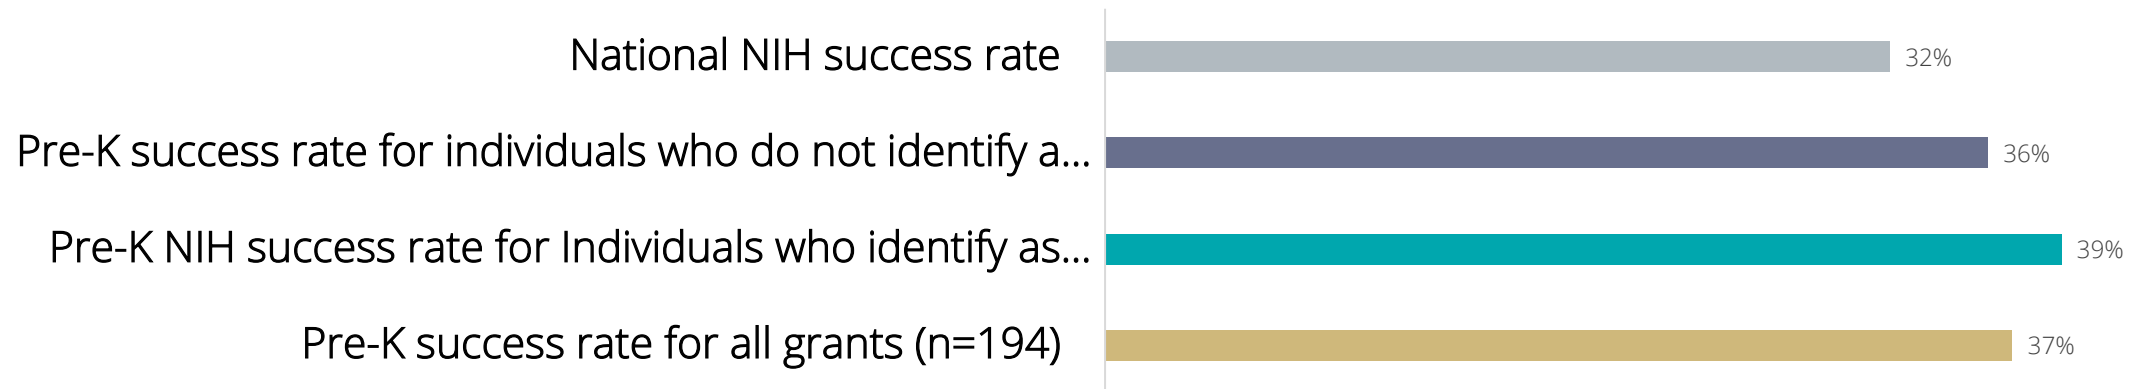 National NIH success rate 32%
Pre-K success rate for individuals who do not identify a... 36%
Pre-K NIH success rate for Individuals who identify as... 39%
Pre-K success rate for all grants (n=194) 37%